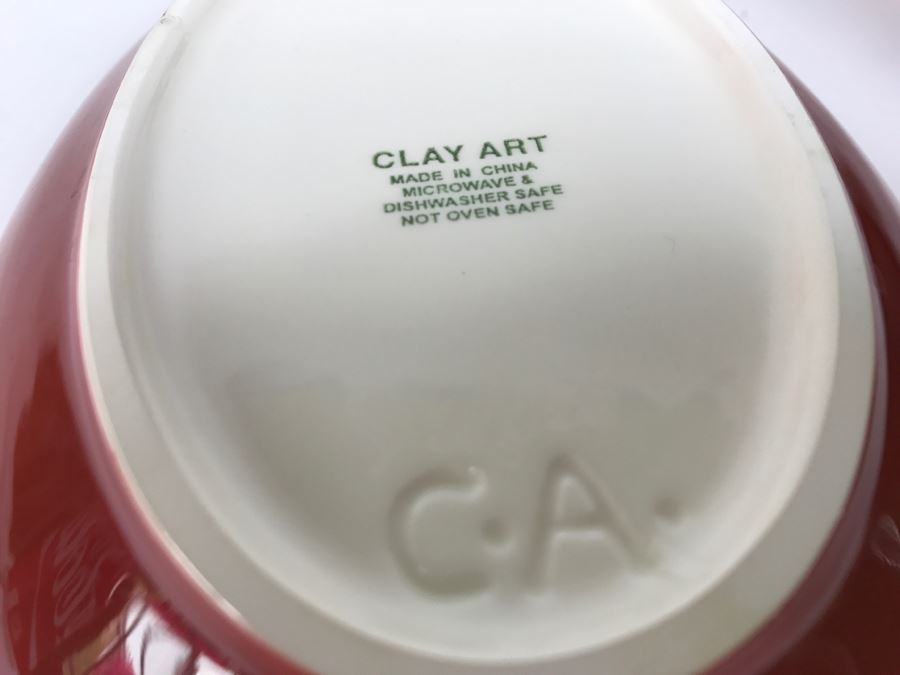 CLAY ART
MADE IN CHINA
MICROWAVE &
DISHWASHER SAFE
NOT OVEN SAFE
C.A.